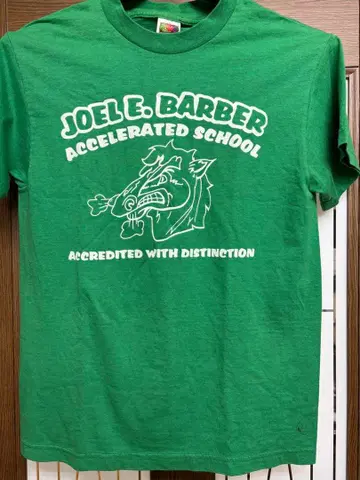 JOEL E. BARBER
ACCELERATED SCHOOL
ACCREDITED WITH DISTINCTION